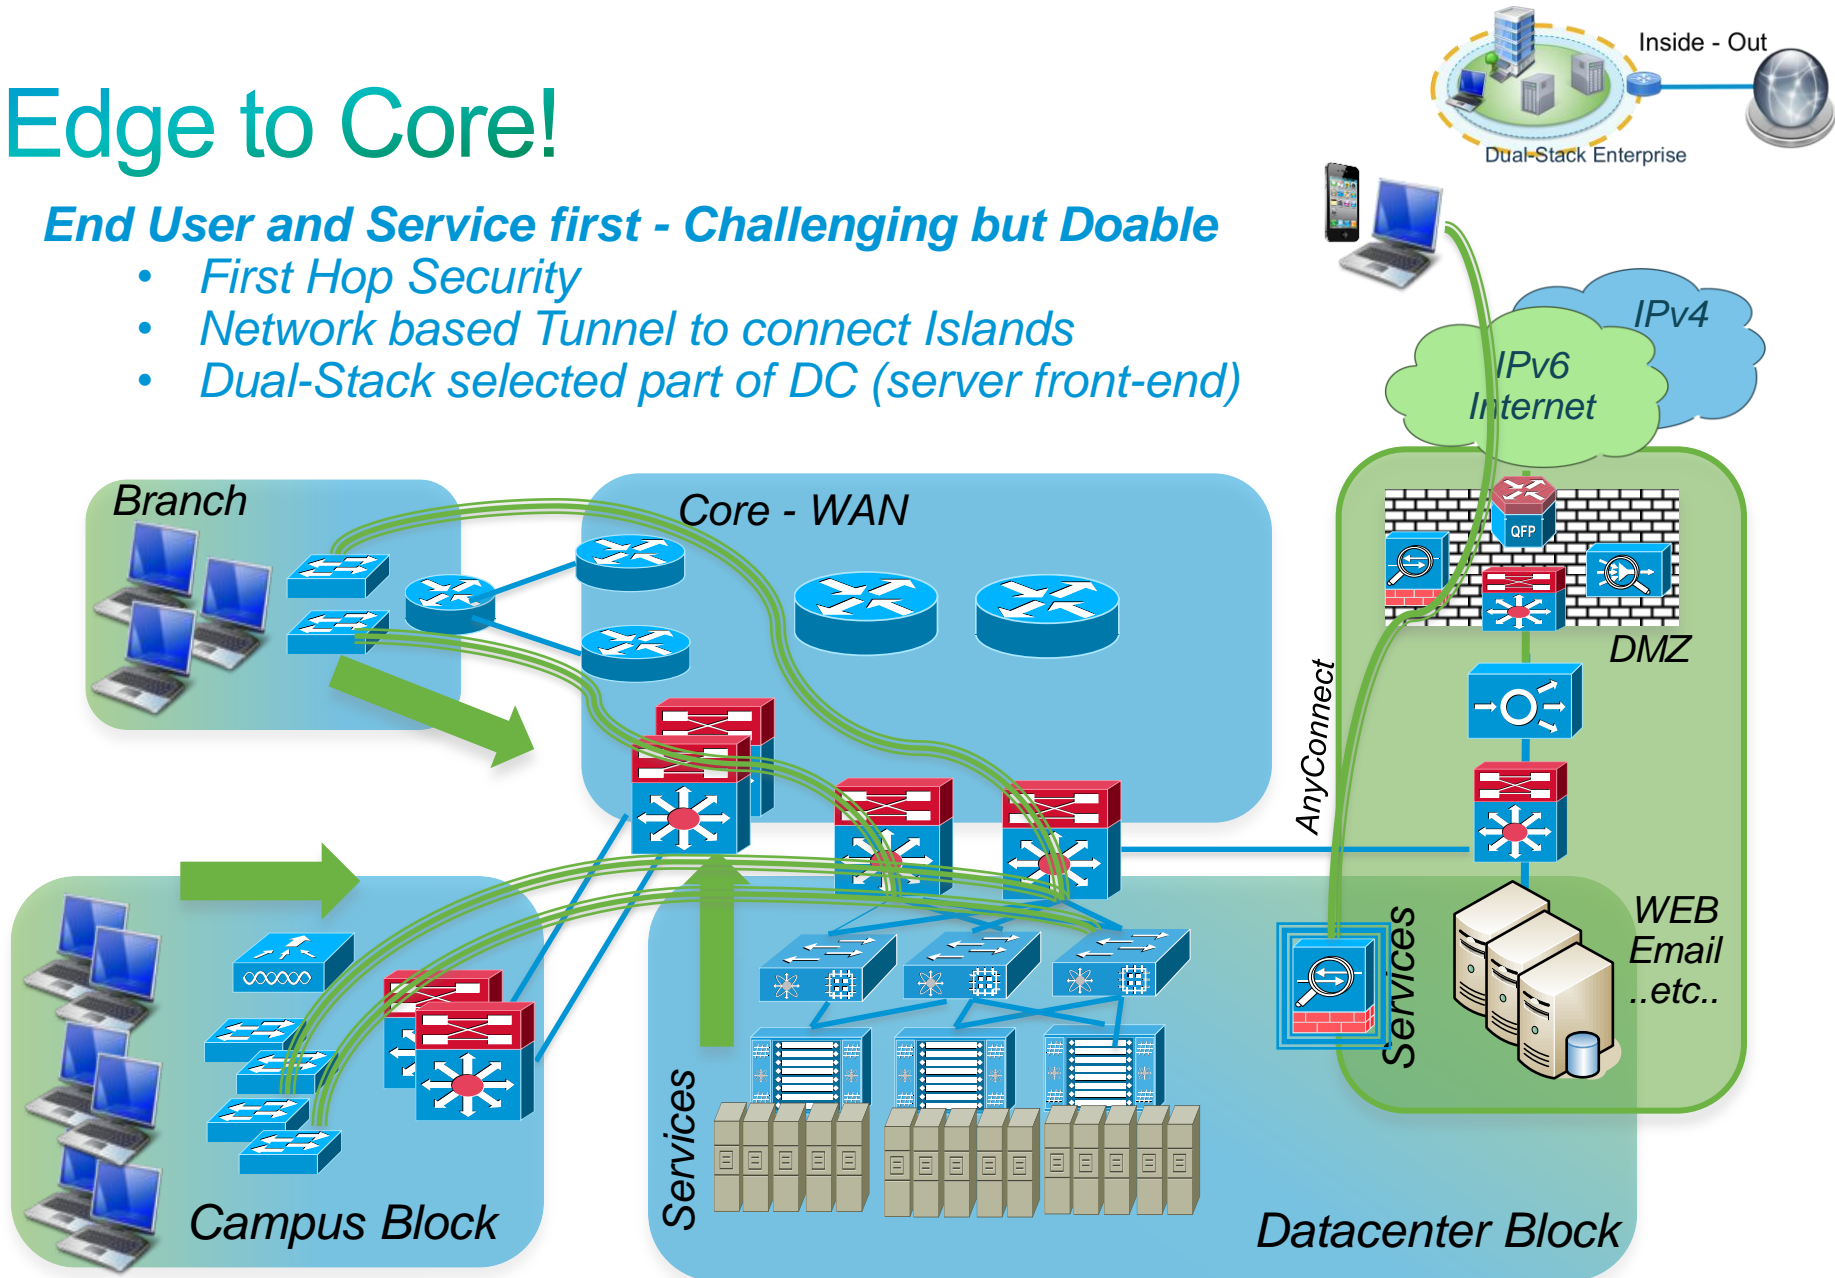 Inside - Out
Dual-Stack Enterprise
Edge to Core!
End User and Service first - Challenging but Doable
• First Hop Security
• Network based Tunnel to connect Islands
• Dual-Stack selected part of DC (server front-end)
IPv4
IPv6
Internet
Branch
Core - WAN
QFP
DMZ
AnyConnect
Services
WEB
Email
..etc..
Services
Campus Block
Datacenter Block